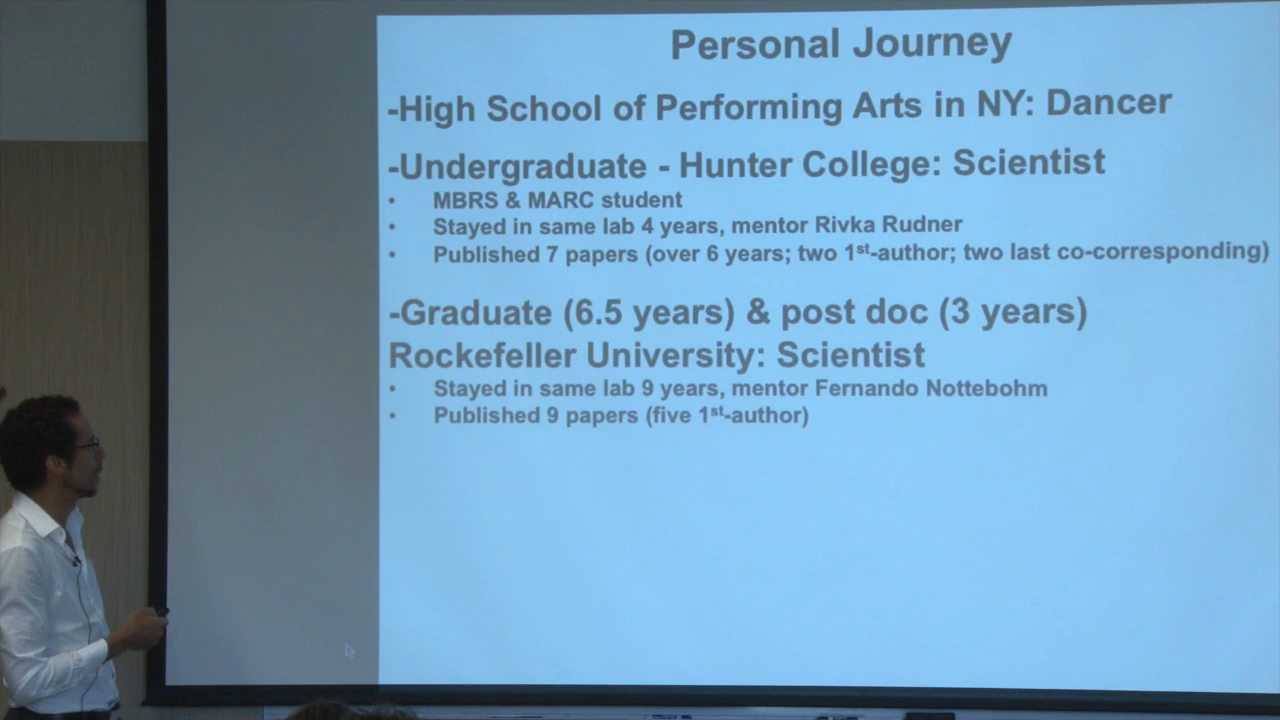 Personal Journey
-High School of Performing Arts in NY: Dancer
-Undergraduate - Hunter College: Scientist
• MBRS & MARC student
• Stayed in same lab 4 years, mentor Rivka Rudner
• Published 7 papers (over 6 years; two 1st-author; two last co-corresponding)
-Graduate (6.5 years) & post doc (3 years)
Rockefeller University: Scientist
• Stayed in same lab 9 years, mentor Fernando Nottebohm
• Published 9 papers (five 1st-author)